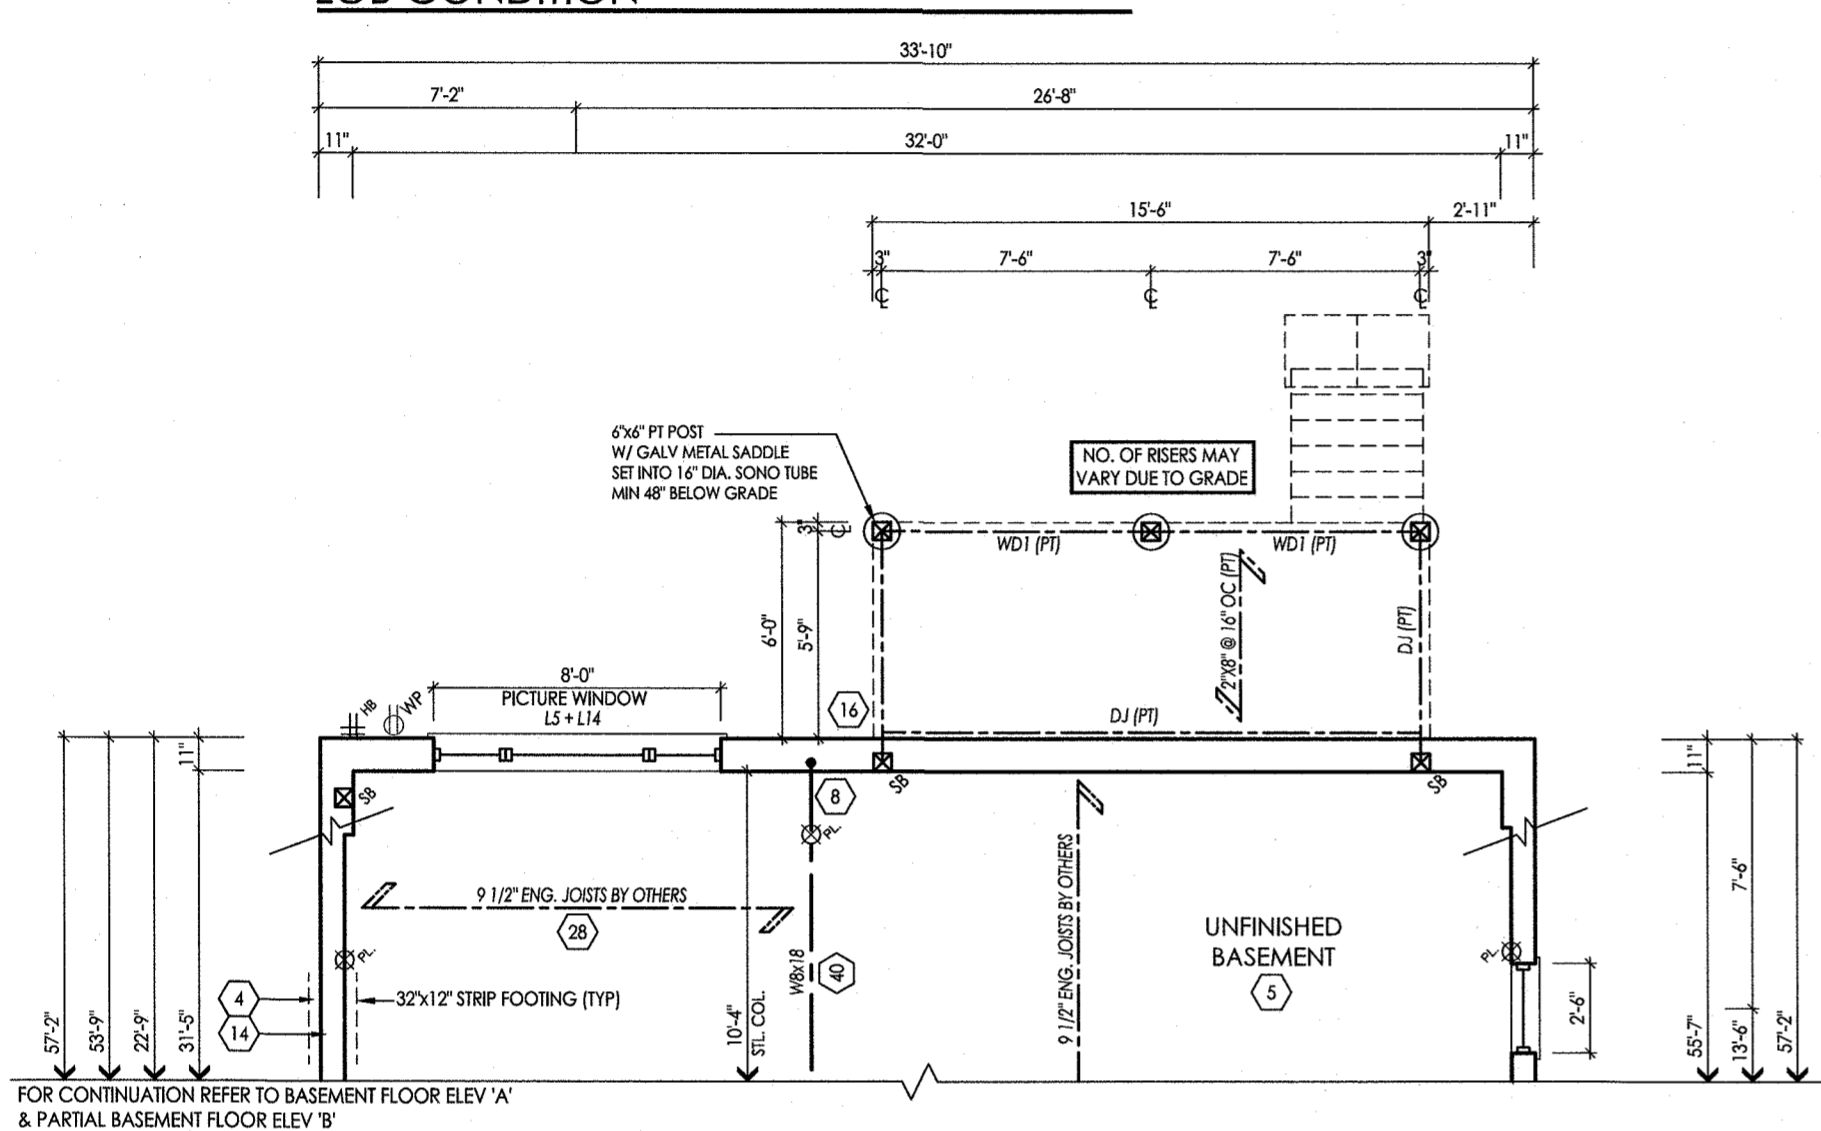 LOB CONDITION
33'-10"
7'-2"
26'-8"
11"
32'-0"
11"
15'-6"
2'-11"
3"
7'-6"
7'-6"
3"
CL
CL
CL
6"x6" PT POST
W/ GALV METAL SADDLE
SET INTO 16" DIA. SONO TUBE
MIN 48" BELOW GRADE
NO. OF RISERS MAY
VARY DUE TO GRADE
3"
CL
WD1 (PT)
WD1 (PT)
6'-0"
5'-9"
2"X8" @ 16" OC (PT)
DJ (PT)
8'-0"
PICTURE WINDOW
L5 + L14
HB
WP
16
DJ (PT)
11"
11"
SB
8
SB
SB
PL.
9 1/2" ENG. JOISTS BY OTHERS
28
9 1/2" ENG. JOISTS BY OTHERS
7'-6"
UNFINISHED
BASEMENT
5
PL.
PL.
W8x18
40
4
32"x12" STRIP FOOTING (TYP)
14
10'-4"
STL. COL.
2'-6"
57'-2"
53'-9"
22'-9"
31'-5"
55'-7"
13'-6"
57'-2"
FOR CONTINUATION REFER TO BASEMENT FLOOR ELEV 'A'
& PARTIAL BASEMENT FLOOR ELEV 'B'